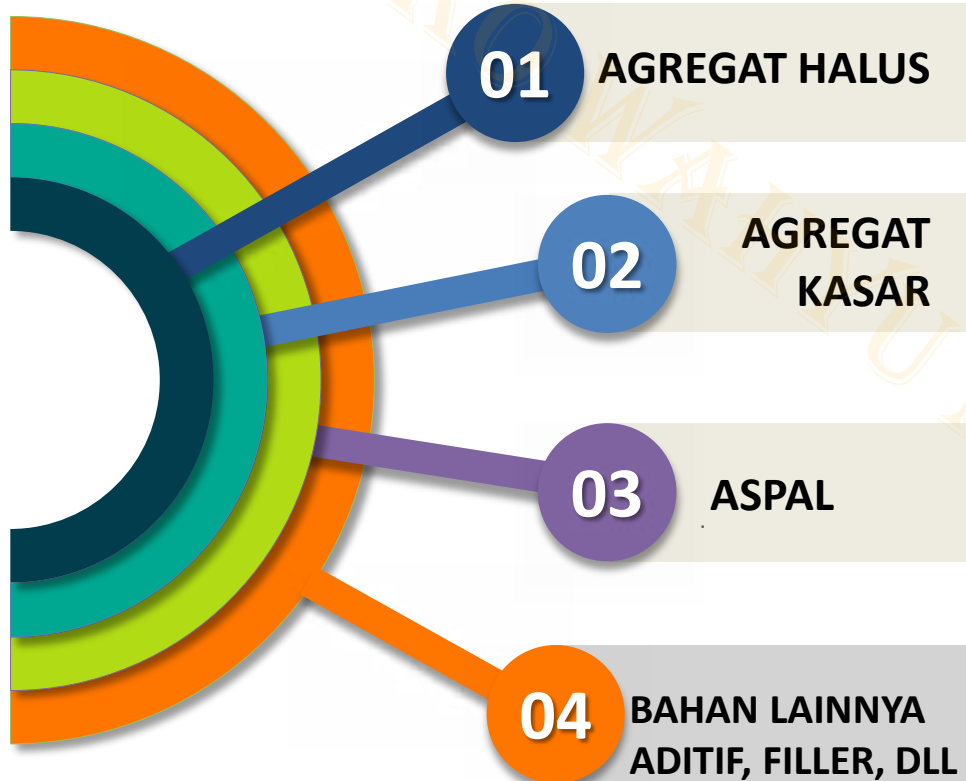 01
AGREGAT HALUS
02
AGREGAT
KASAR
03
ASPAL
04
BAHAN LAINNYA
ADITIF, FILLER, DLL